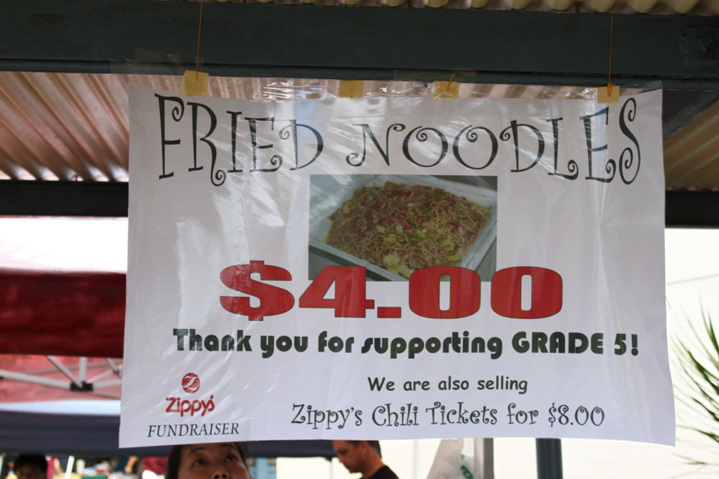 FRIED NOODLES
$4.00
Thank you for supporting GRADE 5!
We are also selling
Zippy's Chili Tickets for $8.00
Zippy's
FUNDRAISER